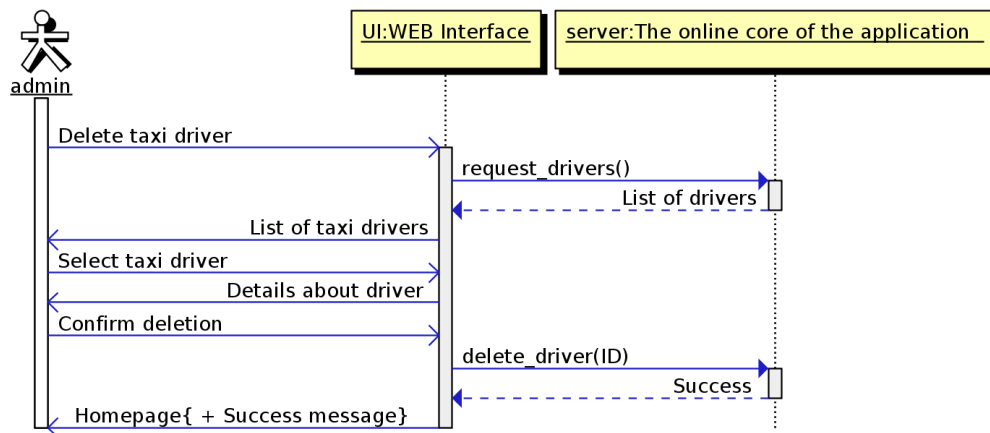 UI:WEB Interface
server:The online core of the application
admin
Delete taxi driver
request_drivers()
List of drivers
List of taxi drivers
Select taxi driver
Details about driver
Confirm deletion
delete_driver(ID)
Success
Homepage{ + Success message}